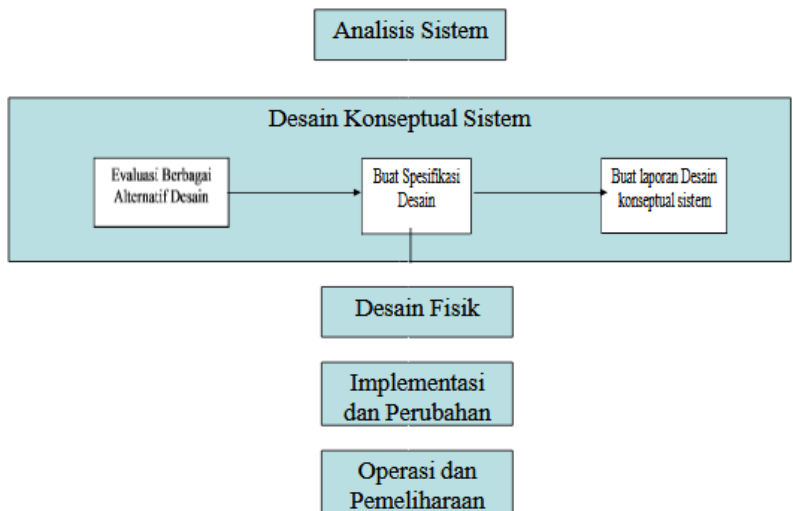 Analisis Sistem
Desain Konseptual Sistem
Evaluasi Berbagai
Alternatif Desain
Buat Spesifikasi
Desain
Buat laporan Desain
konseptual sistem
Desain Fisik
Implementasi
dan Perubahan
Operasi dan
Pemeliharaan